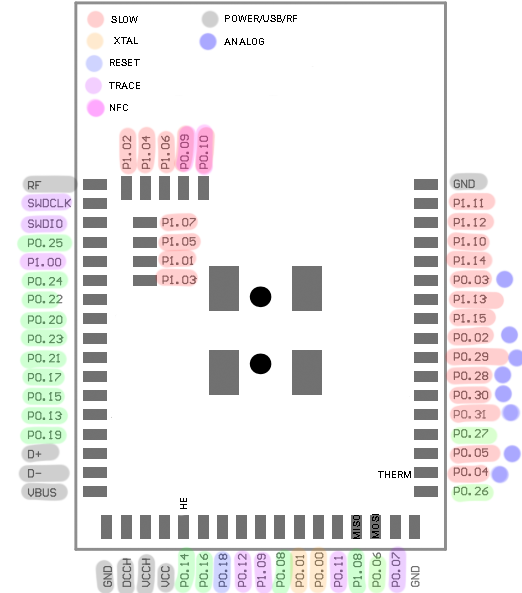 SLOW
POWER/USB/RF
XTAL
ANALOG
RESET
TRACE
NFC
P1.02
P1.04
P1.06
P0.09
P0.10
RF
SWDCLK
SWDIO
P0.25
P1.00
P0.24
P0.22
P0.20
P0.23
P0.21
P0.17
P0.15
P0.13
P0.19
D+
D-
VBUS
P1.07
P1.05
P1.01
P1.03
GND
P1.11
P1.12
P1.10
P1.14
P0.03
P1.13
P1.15
P0.02
P0.29
P0.28
P0.30
P0.31
P0.27
P0.05
P0.04
P0.26
THERM
HE
MISO
MOSI
GND
DCCH
VCCH
VCC
P0.14
P0.16
P0.18
P0.12
P1.09
P0.08
P0.01
P0.00
P0.11
P1.08
P0.06
P0.07
GND